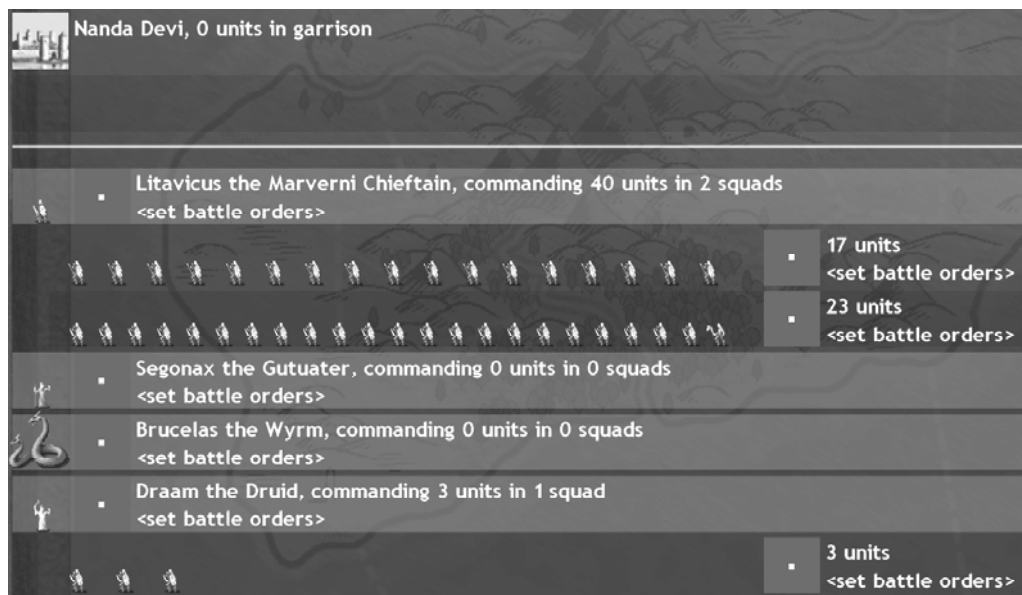 Nanda Devi, 0 units in garrison
Litavicus the Marverni Chieftain, commanding 40 units in 2 squads
<set battle orders>
17 units
<set battle orders>
23 units
<set battle orders>
Segonax the Gutuater, commanding 0 units in 0 squads
<set battle orders>
Brucelas the Wyrm, commanding 0 units in 0 squads
<set battle orders>
Draam the Druid, commanding 3 units in 1 squad
<set battle orders>
3 units
<set battle orders>